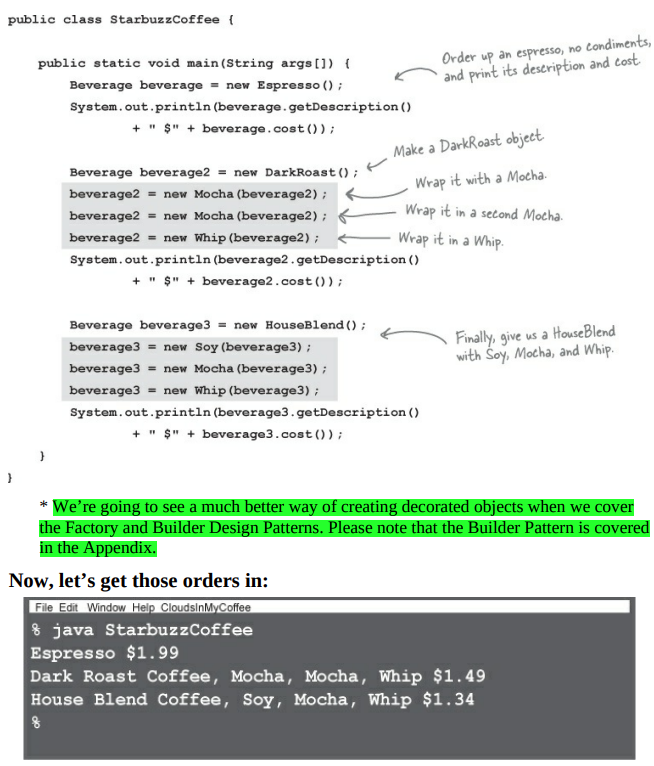 public class StarbuzzCoffee {
public static void main(String args[]) {
Order up an espresso, no condiments,
and print its description and cost.
Beverage beverage = new Espresso();
System.out.println(beverage.getDescription()
+ " $" + beverage.cost());
Make a DarkRoast object.
Beverage beverage2 = new DarkRoast();
beverage2 = new Mocha(beverage2);
Wrap it with a Mocha.
beverage2 = new Mocha(beverage2);
Wrap it in a second Mocha.
beverage2 = new Whip(beverage2);
Wrap it in a Whip.
System.out.println(beverage2.getDescription()
+ " $" + beverage2.cost());
Beverage beverage3 = new HouseBlend();
Finally, give us a HouseBlend
with Soy, Mocha, and Whip.
beverage3 = new Soy(beverage3);
beverage3 = new Mocha(beverage3);
beverage3 = new Whip(beverage3);
System.out.println(beverage3.getDescription()
+ " $" + beverage3.cost());
}
}
* We’re going to see a much better way of creating decorated objects when we cover
the Factory and Builder Design Patterns. Please note that the Builder Pattern is covered
in the Appendix.
Now, let’s get those orders in:
File Edit Window Help CloudsInMyCoffee
% java StarbuzzCoffee
Espresso $1.99
Dark Roast Coffee, Mocha, Mocha, Whip $1.49
House Blend Coffee, Soy, Mocha, Whip $1.34
%